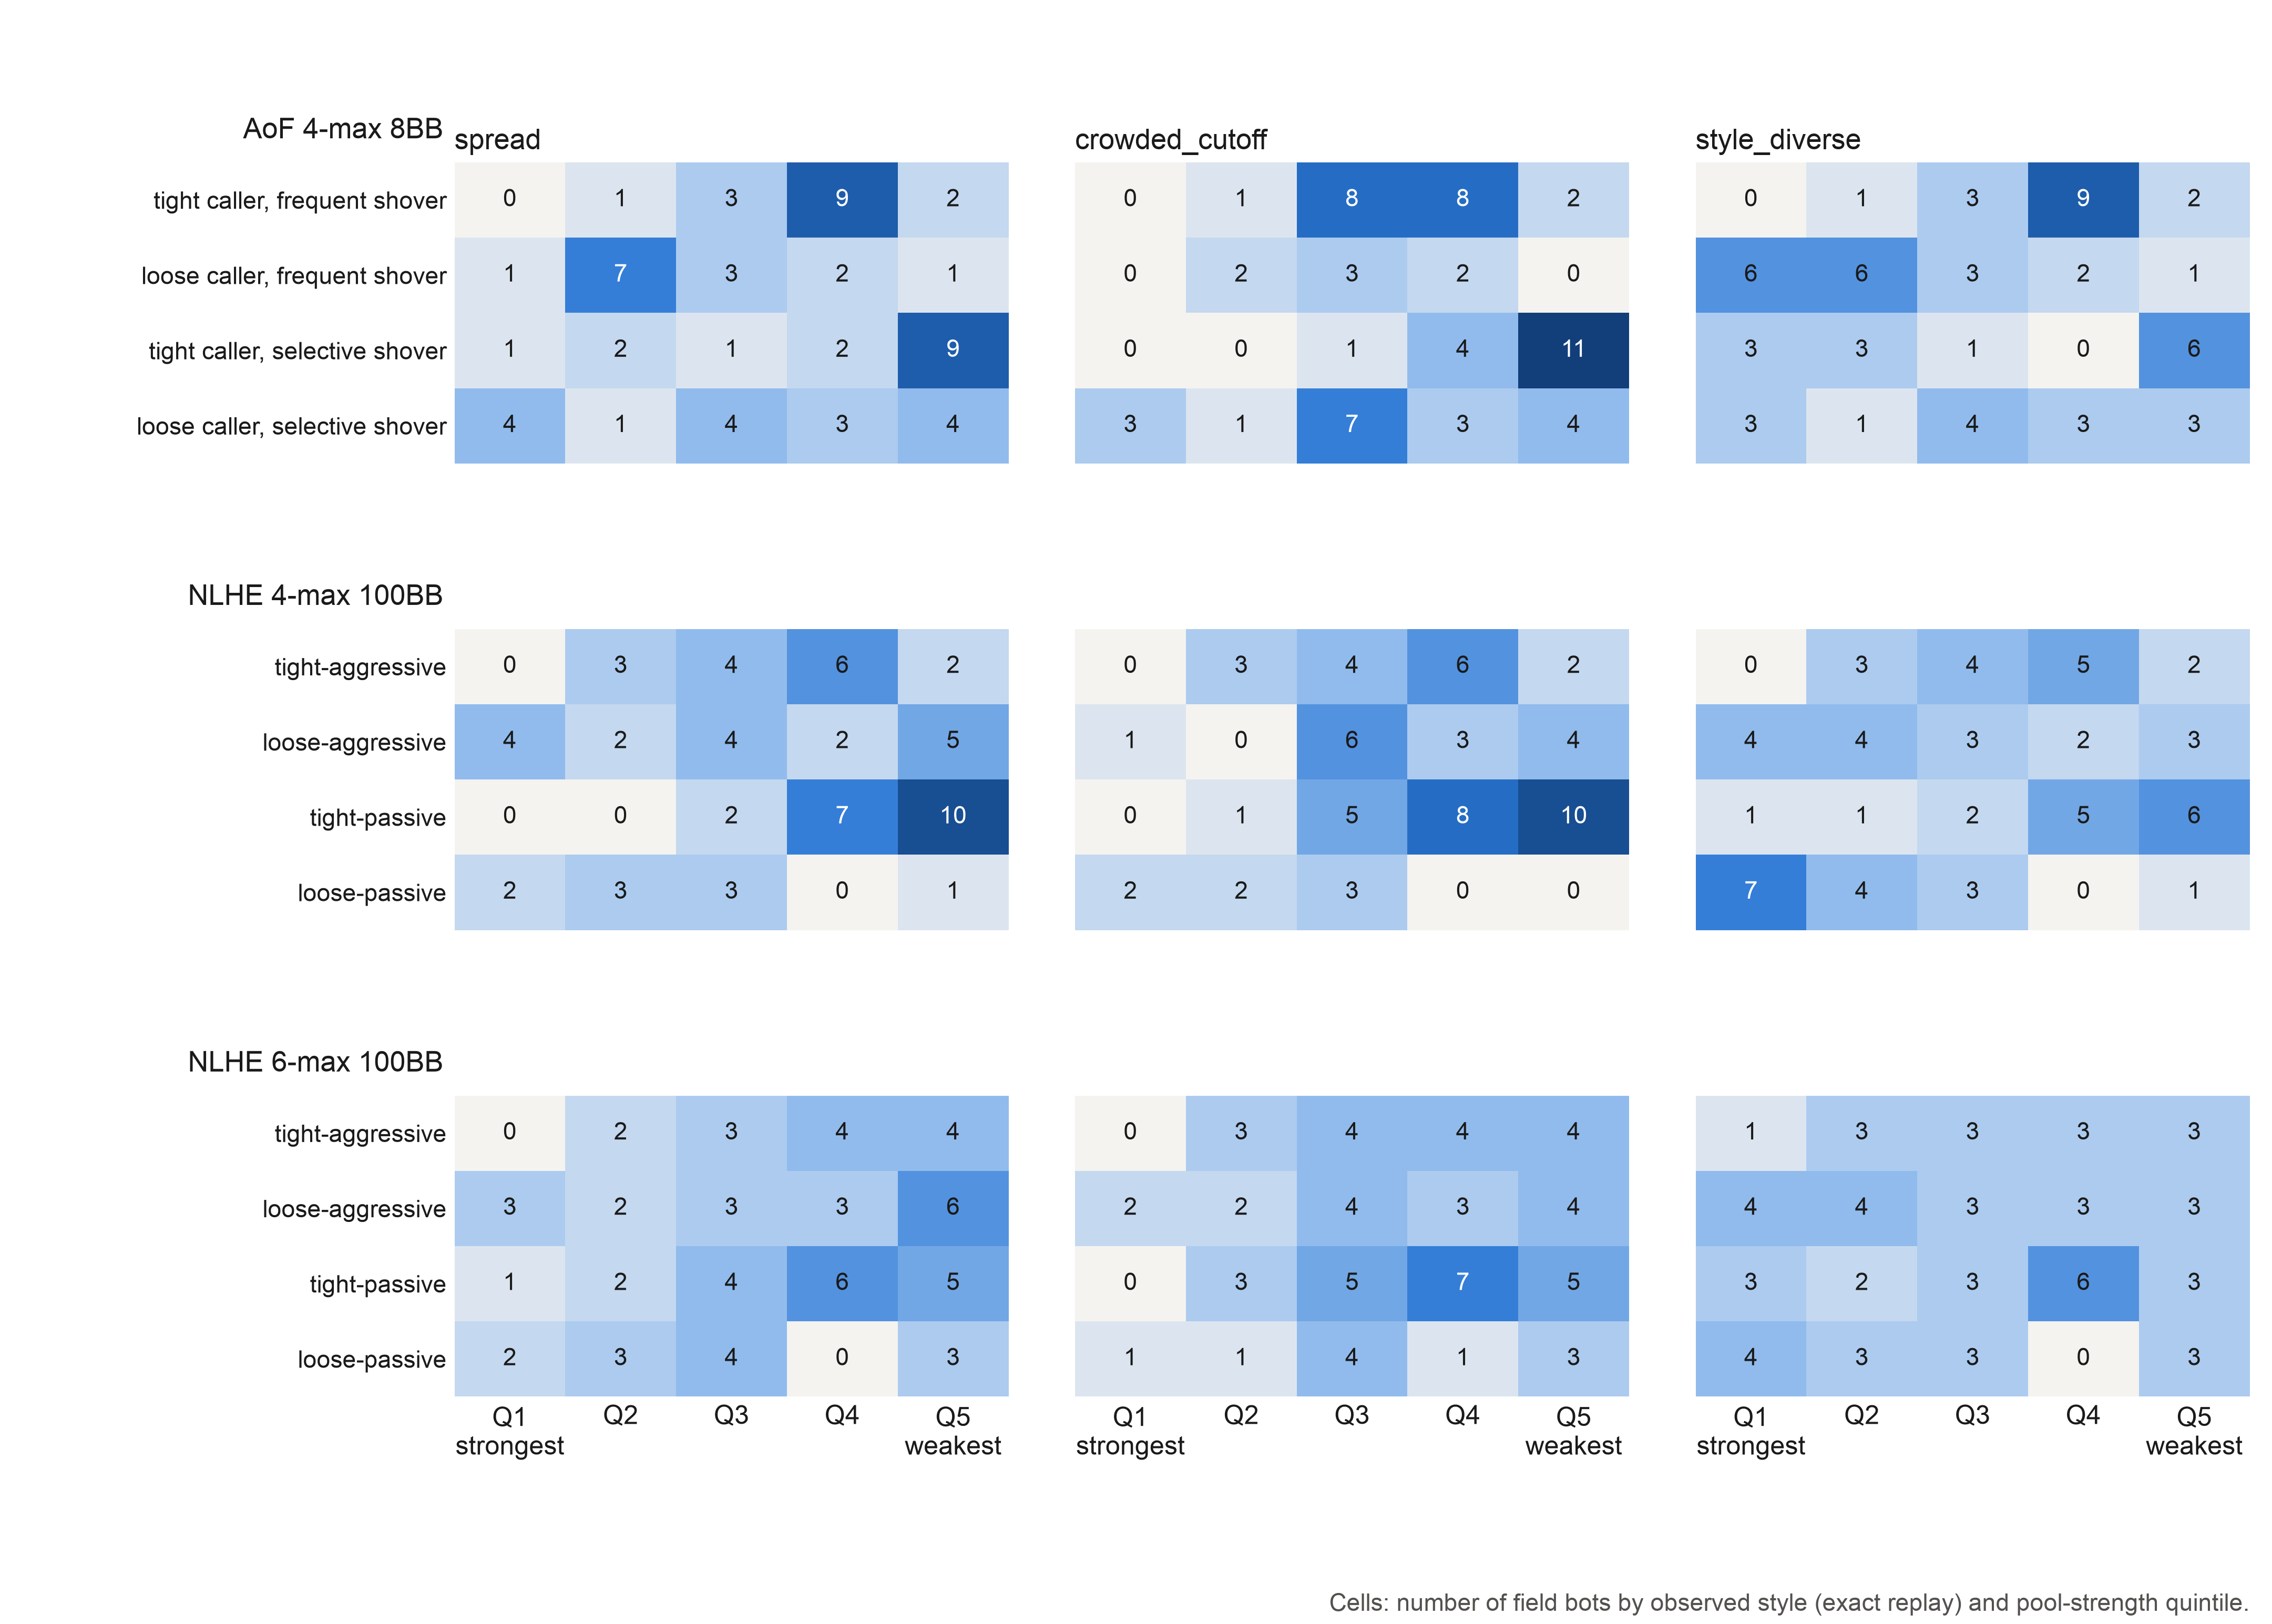 AoF 4-max 8BB
spread crowded_cutoff style_diverse
tight caller, frequent shover 0 1 3 9 2 0 1 8 8 2 0 1 3 9 2
loose caller, frequent shover 1 7 3 2 1 0 2 3 2 0 6 6 3 2 1
tight caller, selective shover 1 2 1 2 9 0 0 1 4 11 3 3 1 0 6
loose caller, selective shover 4 1 4 3 4 3 1 7 3 4 3 1 4 3 3
NLHE 4-max 100BB
tight-aggressive 0 3 4 6 2 0 3 4 6 2 0 3 4 5 2
loose-aggressive 4 2 4 2 5 1 0 6 3 4 4 4 3 2 3
tight-passive 0 0 2 7 10 0 1 5 8 10 1 1 2 5 6
loose-passive 2 3 3 0 1 2 2 3 0 0 7 4 3 0 1
NLHE 6-max 100BB
tight-aggressive 0 2 3 4 4 0 3 4 4 4 1 3 3 3 3
loose-aggressive 3 2 3 3 6 2 2 4 3 4 4 4 3 3 3
tight-passive 1 2 4 6 5 0 3 5 7 5 3 2 3 6 3
loose-passive 2 3 4 0 3 1 1 4 1 3 4 3 3 0 3
Q1 Q2 Q3 Q4 Q5 Q1 Q2 Q3 Q4 Q5 Q1 Q2 Q3 Q4 Q5
strongest weakest strongest weakest strongest weakest
Cells: number of field bots by observed style (exact replay) and pool-strength quintile.